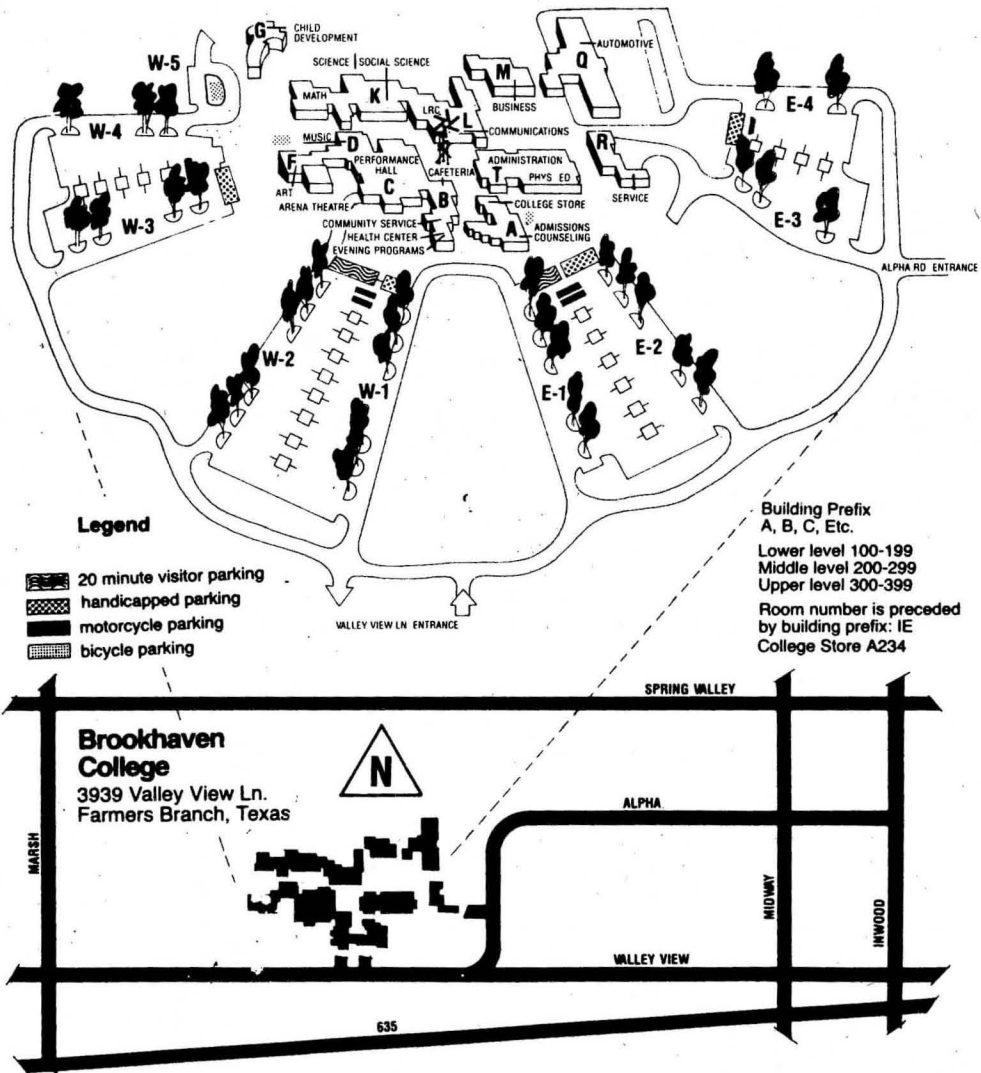 G
CHILD
DEVELOPMENT
W-5
SCIENCE SOCIAL SCIENCE
M
Q
AUTOMOTIVE
MATH
K
LRC
L
BUSINESS
E-4
W-4
COMMUNICATIONS
MUSIC
D
PERFORMANCE
HALL
CAFETERIA
ADMINISTRATION
R
F
C
T
PHYS ED
ART
B
COLLEGE STORE
SERVICE
ARENA THEATRE
W-3
COMMUNITY SERVICE
HEALTH CENTER
EVENING PROGRAMS
A
ADMISSIONS
COUNSELING
E-3
ALPHA RD ENTRANCE
W-2
E-2
W-1
E-1
VALLEY VIEW LN ENTRANCE
Legend
20 minute visitor parking
handicapped parking
motorcycle parking
bicycle parking
Building Prefix
A, B, C, Etc.
Lower level 100-199
Middle level 200-299
Upper level 300-399
Room number is preceded
by building prefix: IE
College Store A234
SPRING VALLEY
Brookhaven
College
3939 Valley View Ln.
Farmers Branch, Texas
N
ALPHA
MARSH
MIDWAY
INWOOD
VALLEY VIEW
635